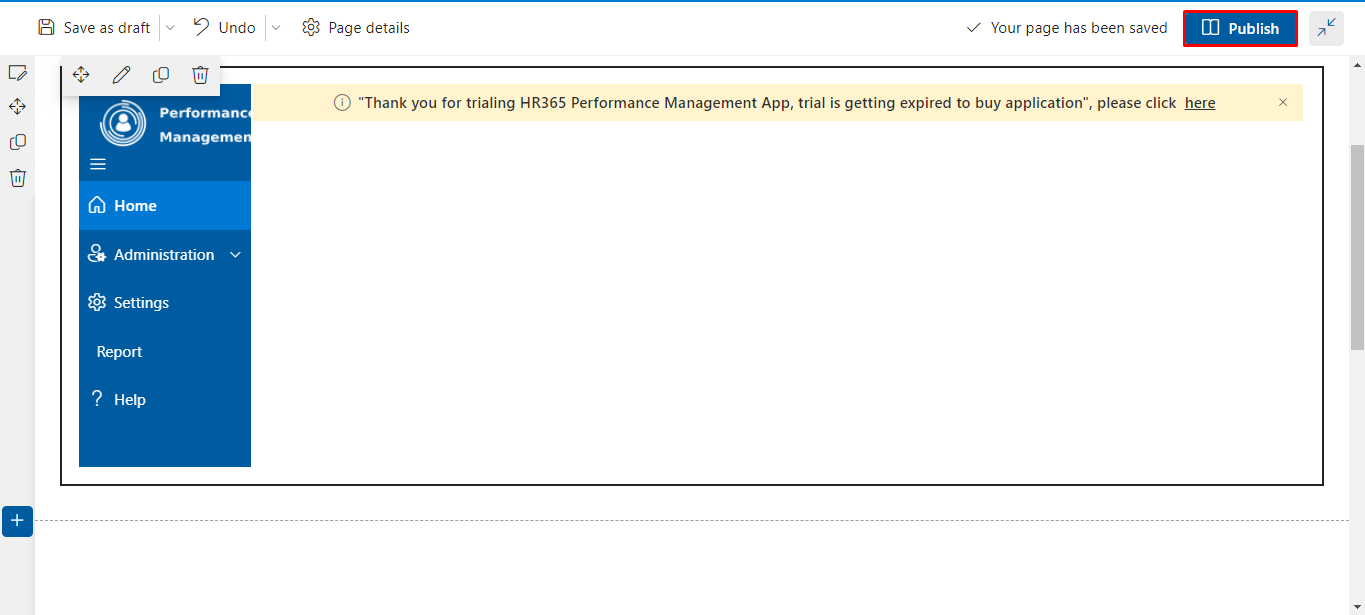 Save as draft Undo Page details Your page has been saved Publish
"Thank you for trialing HR365 Performance Management App, trial is getting expired to buy application", please click here
Performanc
Managemen
Home
Administration
Settings
Report
Help